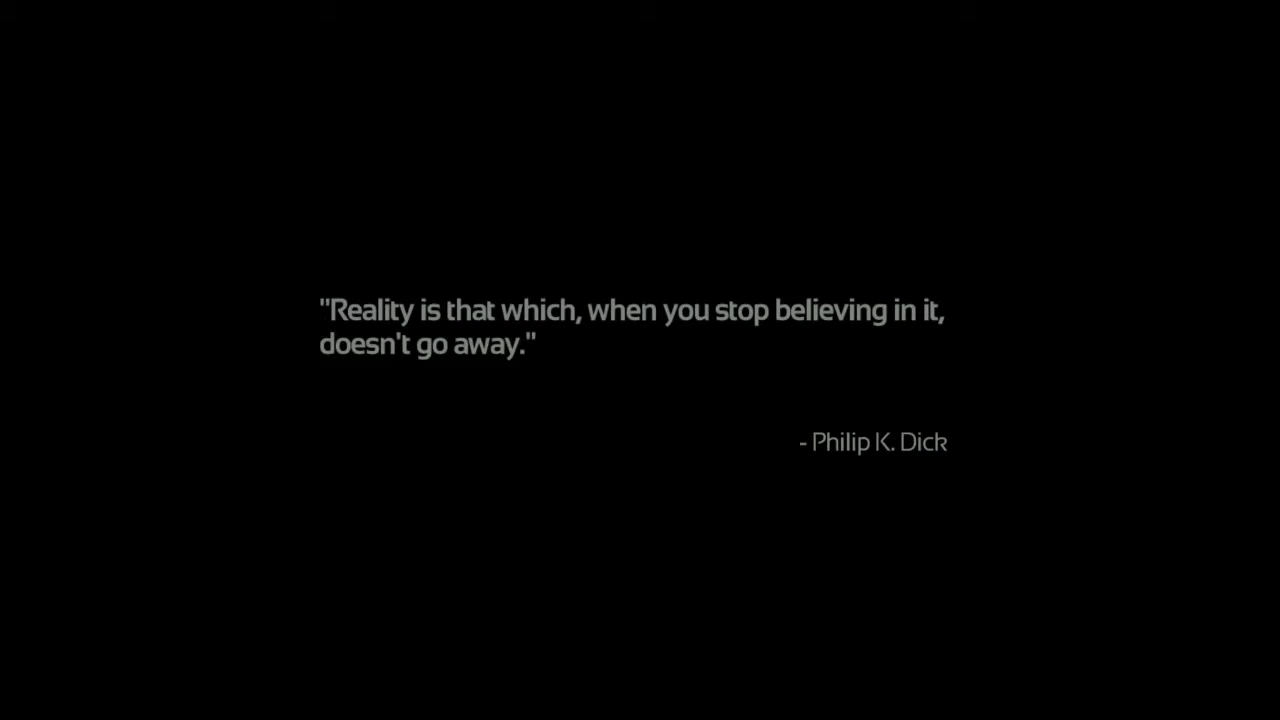 "Reality is that which, when you stop believing in it,
doesn't go away."
- Philip K. Dick